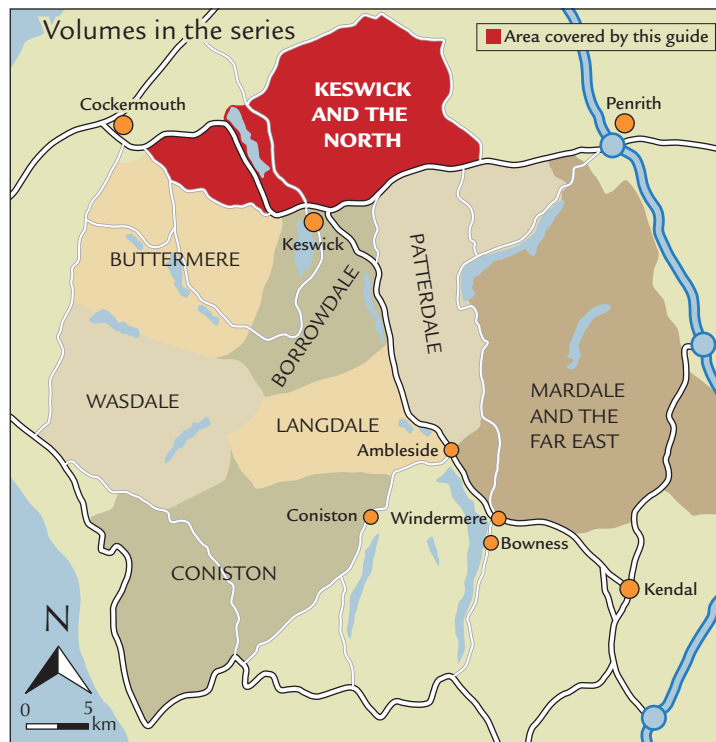 Volumes in the series
Area covered by this guide
KESWICK
AND THE
NORTH
Cockermouth
Penrith
Keswick
BUTTERMERE
BORROWDALE
PATTERDALE
WASDALE
LANGDALE
MARDALE
AND THE
FAR EAST
Ambleside
Coniston
Windermere
Bowness
CONISTON
Kendal
N
0 5
km